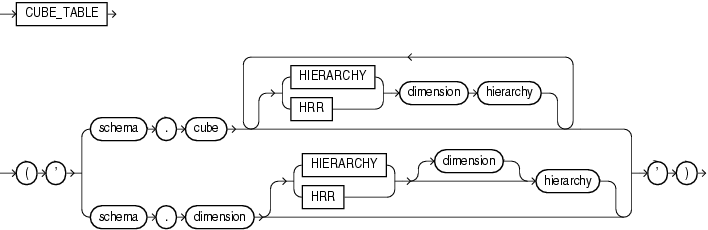 CUBE_TABLE
HIERARCHY
HRR
dimension hierarchy
schema . cube
( '
HIERARCHY
HRR
dimension
hierarchy
' )
schema . dimension